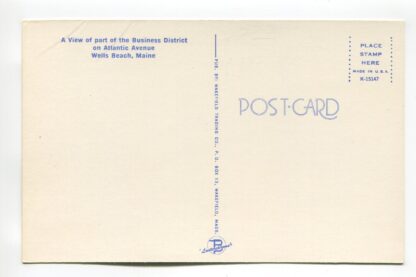 A View of part of the Business District
on Atlantic Avenue
Wells Beach, Maine
PUB. BY: WAKEFIELD TRADING CO., P. O. BOX 12, WAKEFIELD, MASS.
PLACE
STAMP
HERE
MADE IN U.S.A.
K-15147
POST-CARD